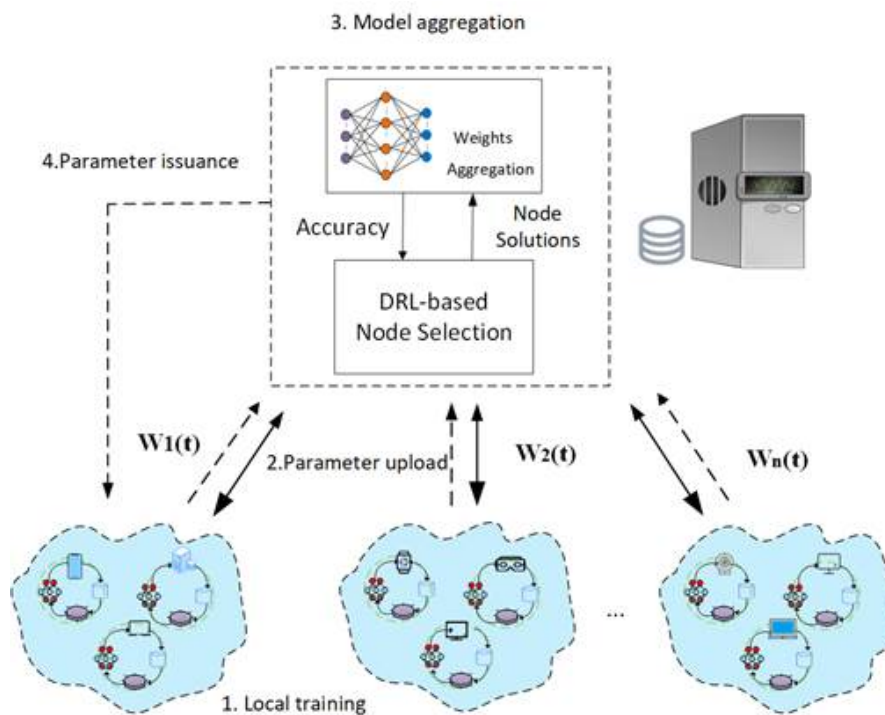 3. Model aggregation
4.Parameter issuance
Weights
Aggregation
Accuracy
Node
Solutions
DRL-based
Node Selection
W1(t)
2.Parameter upload
W2(t)
Wn(t)
...
1. Local training